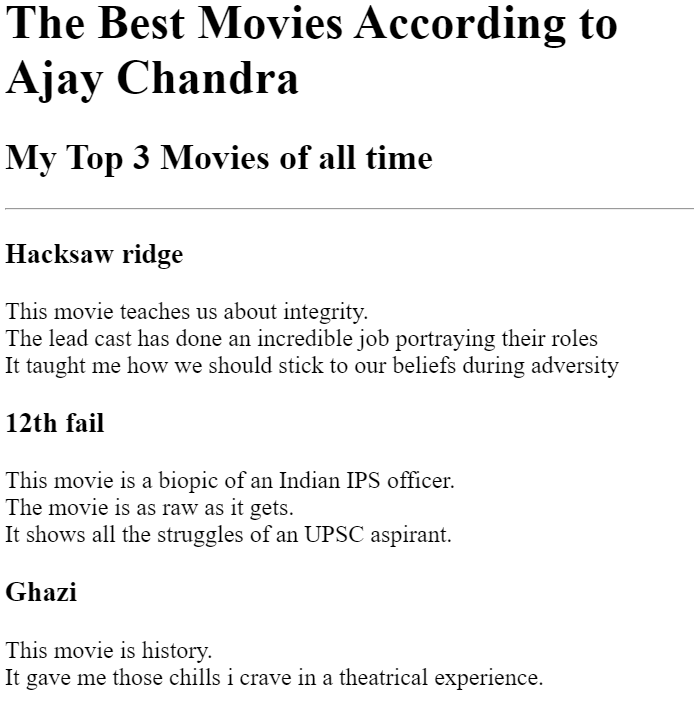 The Best Movies According to
Ajay Chandra
My Top 3 Movies of all time
Hacksaw ridge
This movie teaches us about integrity.
The lead cast has done an incredible job portraying their roles
It taught me how we should stick to our beliefs during adversity
12th fail
This movie is a biopic of an Indian IPS officer.
The movie is as raw as it gets.
It shows all the struggles of an UPSC aspirant.
Ghazi
This movie is history.
It gave me those chills i crave in a theatrical experience.